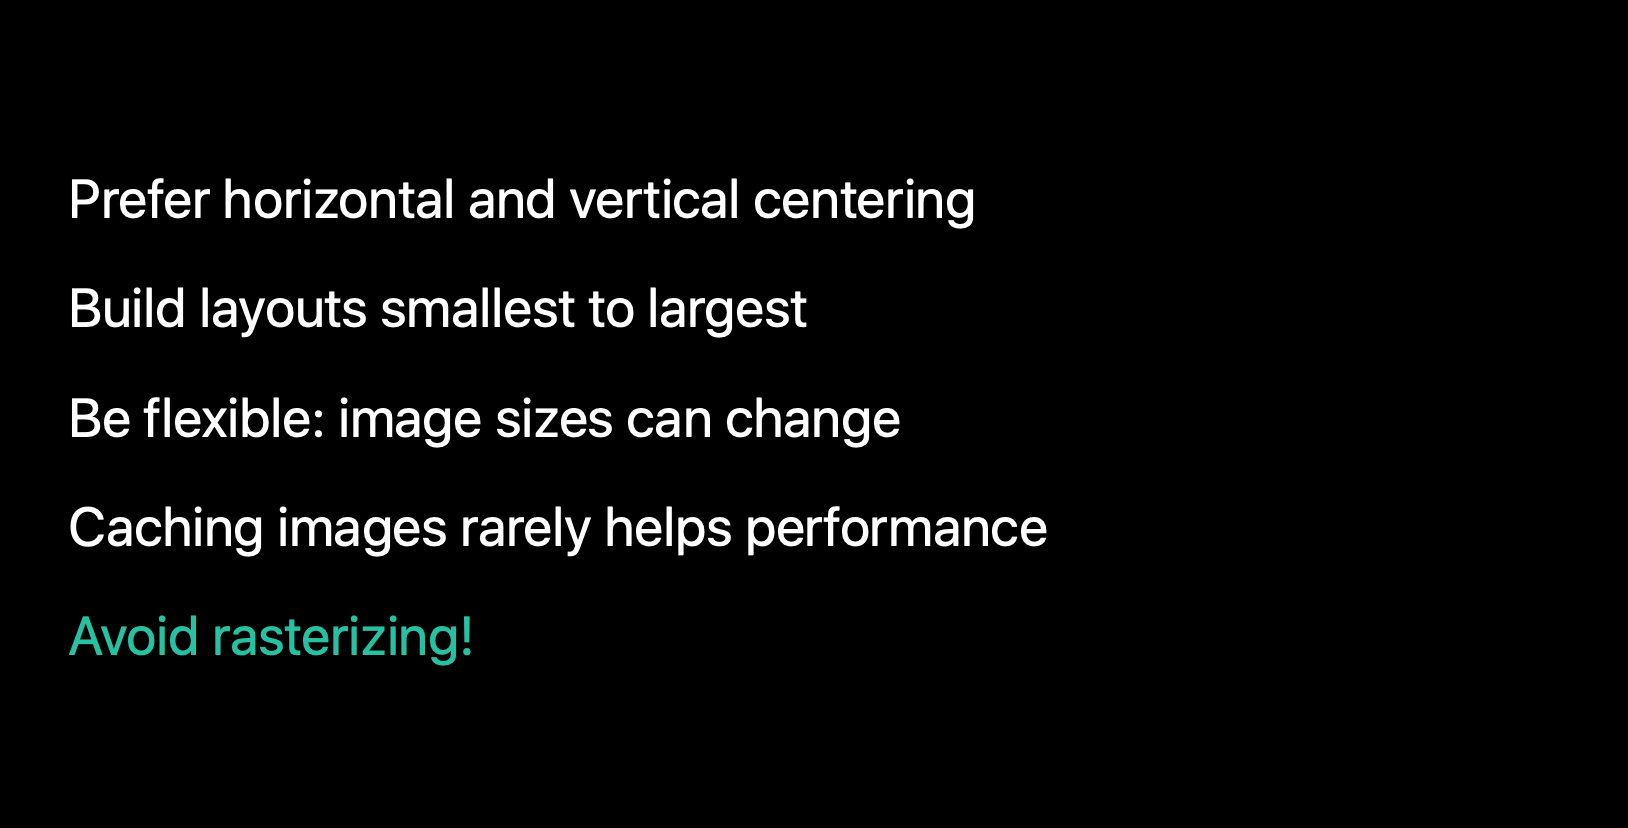 Prefer horizontal and vertical centering
Build layouts smallest to largest
Be flexible: image sizes can change
Caching images rarely helps performance
Avoid rasterizing!